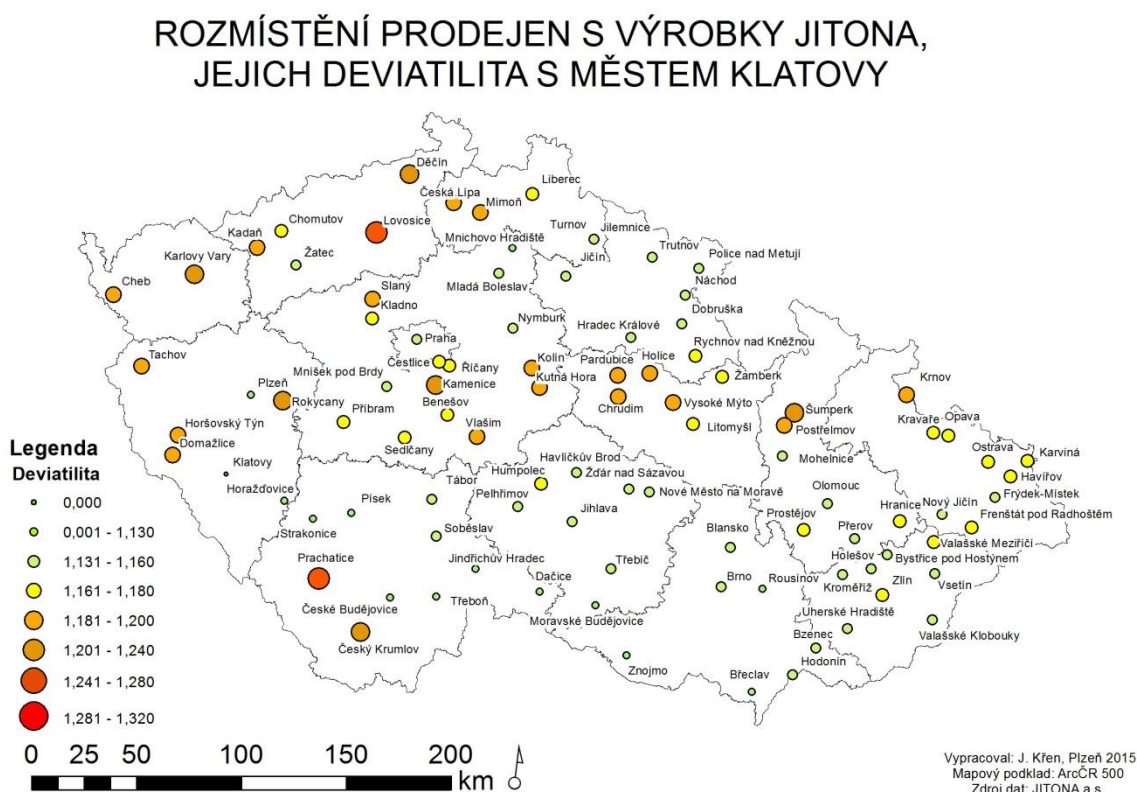 ROZMÍSTĚNÍ PRODEJEN S VÝROBKY JITONA,
JEJICH DEVIATILITA S MĚSTEM KLATOVY
Děčín
Česká Lípa
Liberec
Mimoň
Chomutov
Lovosice
Turnov
Jilemnice
Kadaň
Mnichovo Hradiště
Žatec
Trutnov
Police nad Metují
Karlovy Vary
Jičín
Cheb
Slaný
Mladá Boleslav
Náchod
Kladno
Dobruška
Nymburk
Praha
Hradec Králové
Rychnov nad Kněžnou
Tachov
Čestlice
Říčany
Kolín
Pardubice
Holice
Mníšek pod Brdy
Kamenice
Kutná Hora
Žamberk
Krnov
Plzeň
Rokycany
Benešov
Chrudim
Vysoké Mýto
Šumperk
Příbram
Vlašim
Litomyšl
Postřelmov
Kravaře
Opava
Horšovský Týn
Domažlice
Sedlčany
Havlíčkův Brod
Mohelnice
Ostrava
Karviná
Legenda
Deviatilita
Klatovy
Humpolec
Žďár nad Sázavou
Havířov
Horažďovice
Tábor
Pelhřimov
Nové Město na Moravě
Olomouc
Frýdek-Místek
Písek
Jihlava
Prostějov
Hranice
Nový Jičín
Frenštát pod Radhoštěm
Strakonice
Soběslav
Blansko
Přerov
Valašské Meziříčí
Prachatice
Jindřichův Hradec
Třebíč
Holešov
Bystřice pod Hostýnem
Dačice
Brno
Rousínov
Kroměříž
Zlín
Vsetín
České Budějovice
Třeboň
Moravské Budějovice
Uherské Hradiště
Valašské Klobouky
Český Krumlov
Bzenec
Znojmo
Hodonín
Břeclav
0,000
0,001 - 1,130
1,131 - 1,160
1,161 - 1,180
1,181 - 1,200
1,201 - 1,240
1,241 - 1,280
1,281 - 1,320
0 25 50 100 150 200
km
Vypracoval: J. Křen, Plzeň 2015
Mapový podklad: ArcČR 500
Zdroj dat: JITONA a.s.